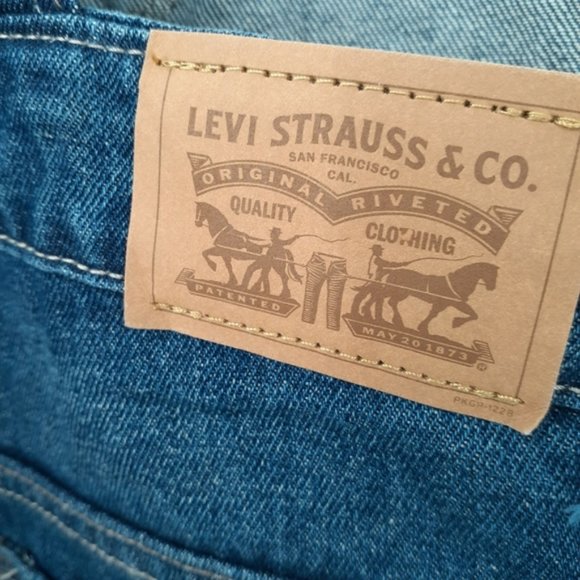 LEVI STRAUSS & CO.
SAN FRANCISCO
CAL.
ORIGINAL RIVETED
QUALITY CLOTHING
PATENTED
MAY 20 1873
®